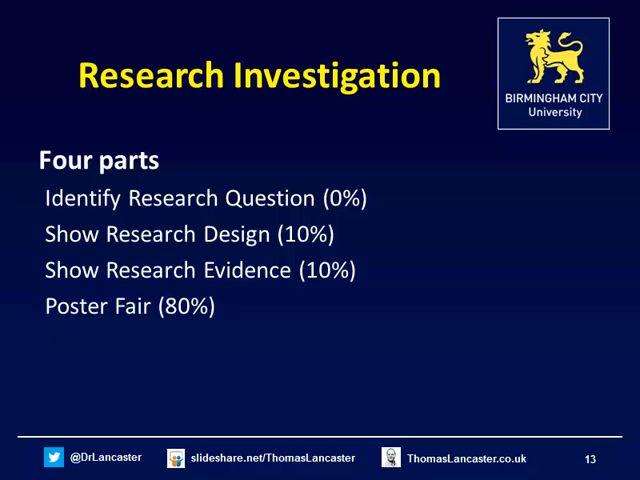 Research Investigation
BIRMINGHAM CITY
University
Four parts
Identify Research Question (0%)
Show Research Design (10%)
Show Research Evidence (10%)
Poster Fair (80%)
@DrLancaster
slideshare.net/ThomasLancaster
ThomasLancaster.co.uk
13